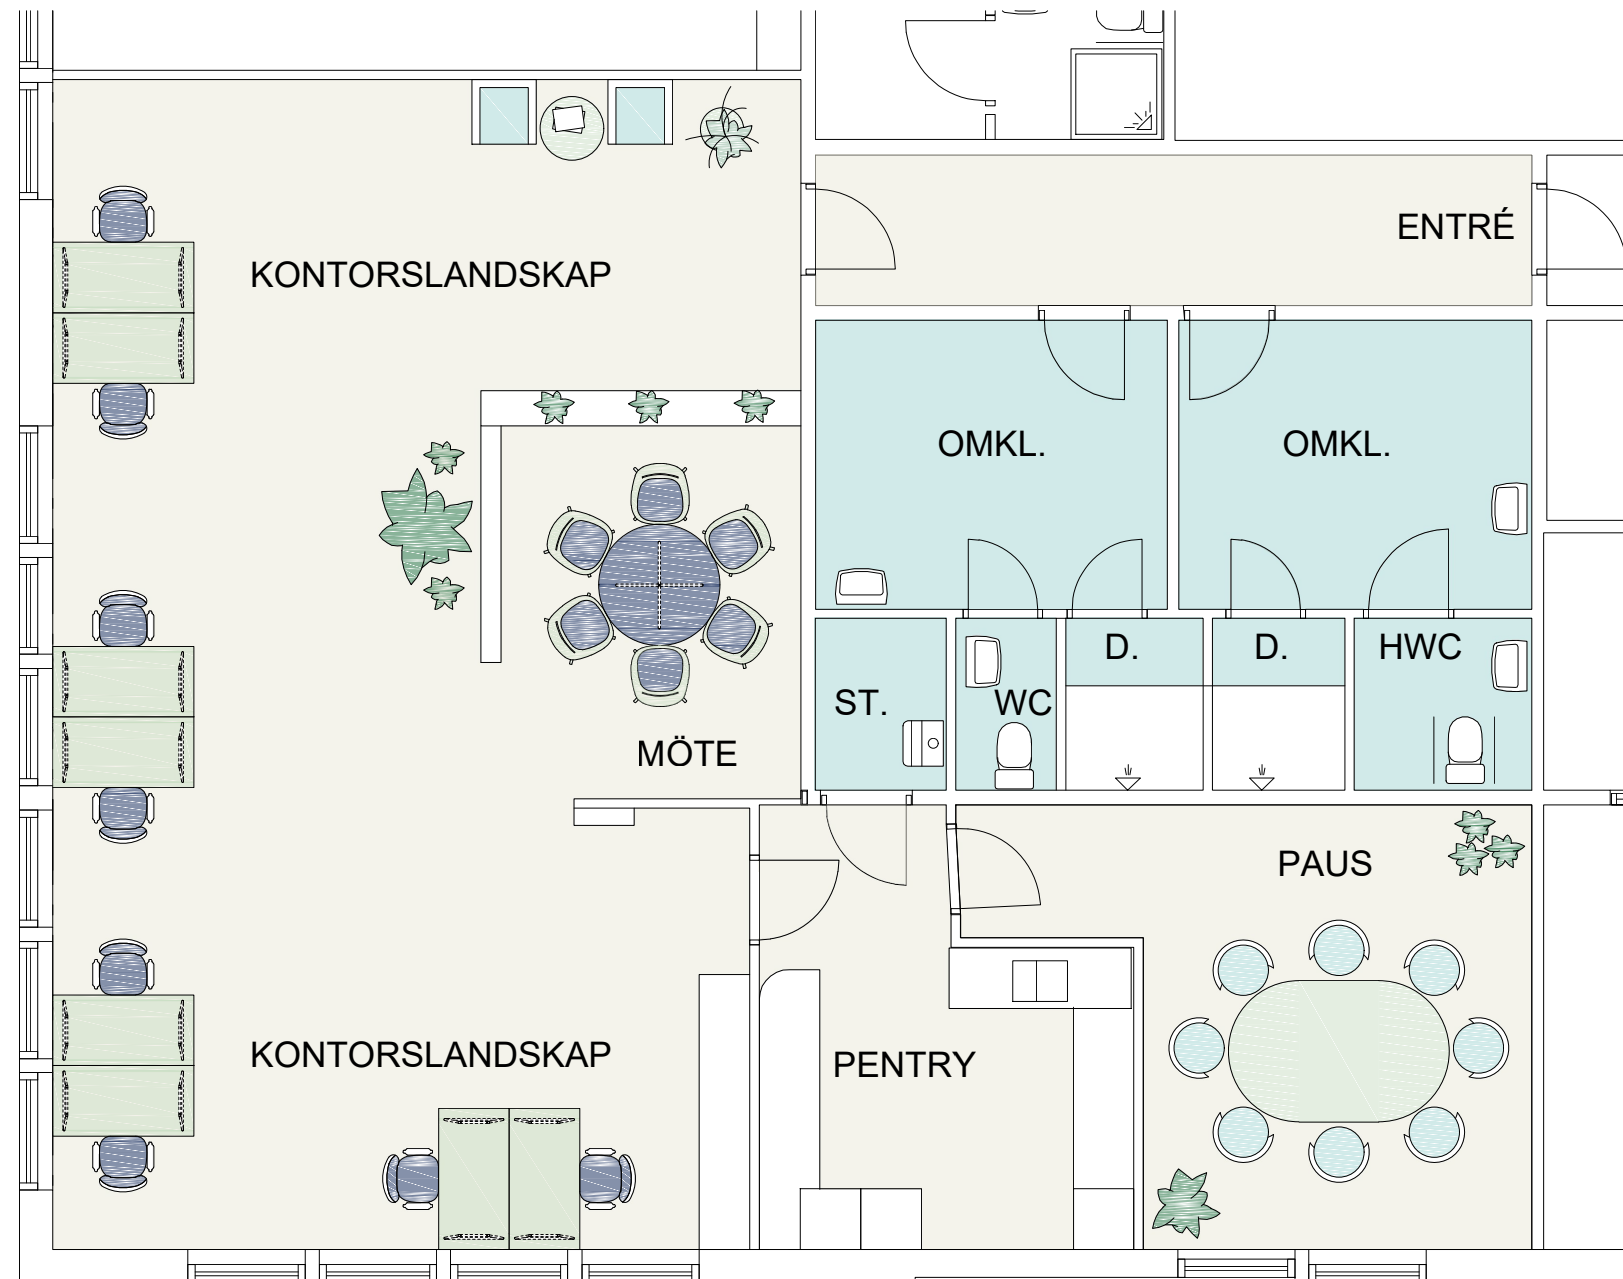 ENTRÉ
KONTORSLANDSKAP
OMKL.
OMKL.
D.
D.
HWC
ST.
WC
MÖTE
PAUS
KONTORSLANDSKAP
PENTRY